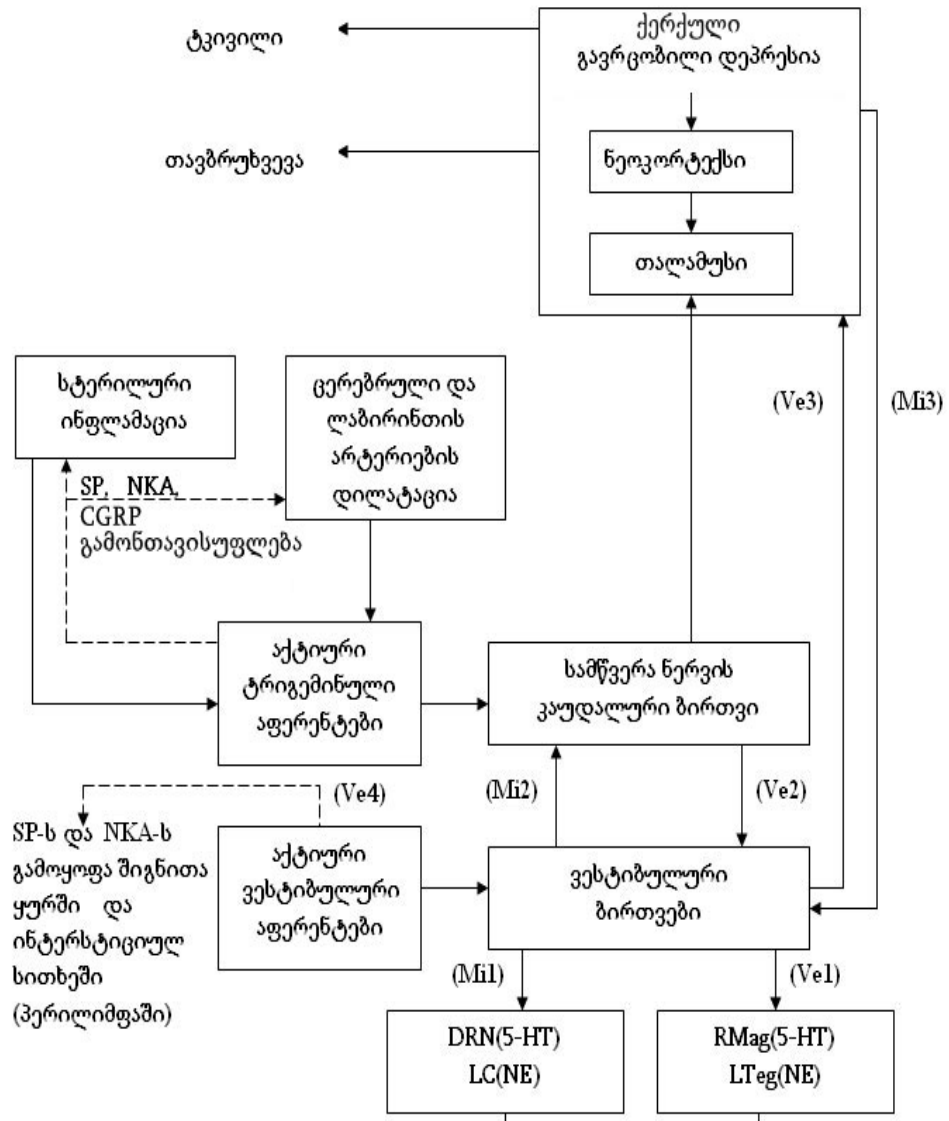 ტკივილი
ქერქული
გავრცობილი დეპრესია
თავბრუხვევა
ნეოკორტექსი
თალამუსი
სტერილური
ინფლამაცია
ცერებრული და
ლაბირინთის
არტერიების
დილატაცია
(Ve3)
(Mi3)
SP, NKA,
CGRP
გამონთავისუფლება
აქტიური
ტრიგემინული
აფერენტები
სამწვერა ნერვის
კაუდალური ბირთვი
(Ve4)
(Mi2)
(Ve2)
SP-ს და NKA-ს
გამოყოფა შიგნითა
ყურში და
ინტერსტიციულ
სითხეში
(პერილიმფაში)
აქტიური
ვესტიბულური
აფერენტები
ვესტიბულური
ბირთვები
(Mi1)
(Ve1)
DRN(5-HT)
LC(NE)
RMag(5-HT)
LTeg(NE)